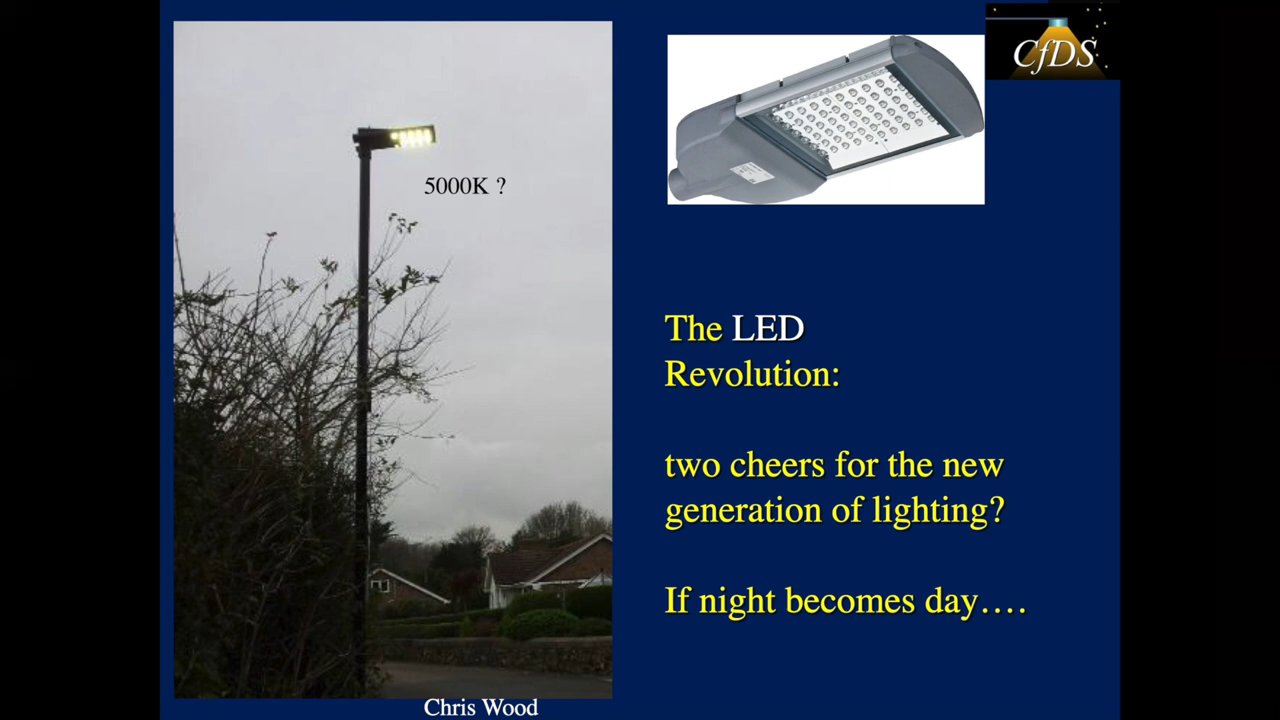 CfDS
5000K ?
The LED
Revolution:
two cheers for the new
generation of lighting?
If night becomes day….
Chris Wood